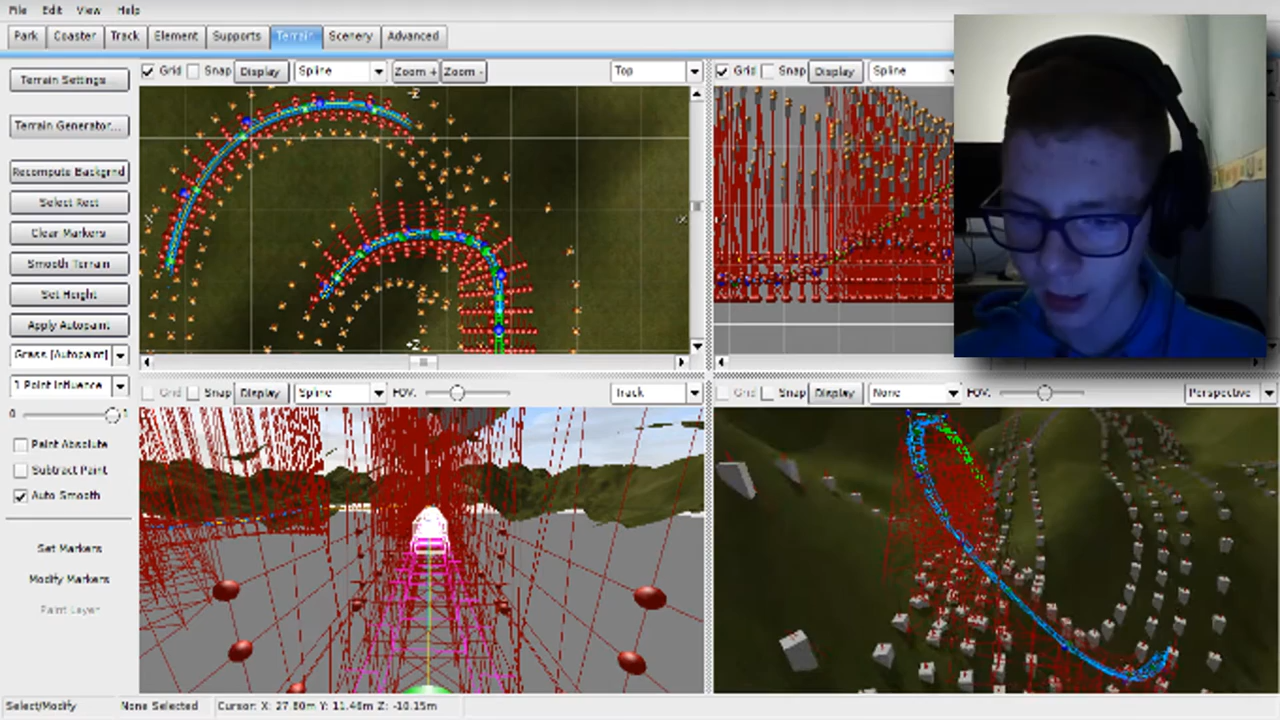 File Edit View Help
Park Coaster Track Element Supports Terrain Scenery Advanced
Terrain Settings...
Terrain Generator...
Recompute Backgrnd
Select Rect
Clear Markers
Smooth Terrain
Set Height
Apply Autopaint
Grass [Autopaint]
1 Point Influence
0 1
Paint Absolute
Subtract Paint
Auto Smooth
Set Markers
Modify Markers
Paint Layer
Grid Snap Display Spline Zoom + Zoom - Top
Grid Snap Display Spline
Grid Snap Display Spline FOV: Track
Grid Snap Display None FOV: Perspective
Select/Modify None Selected Cursor: X: 27.80m Y: 11.46m Z: -10.15m